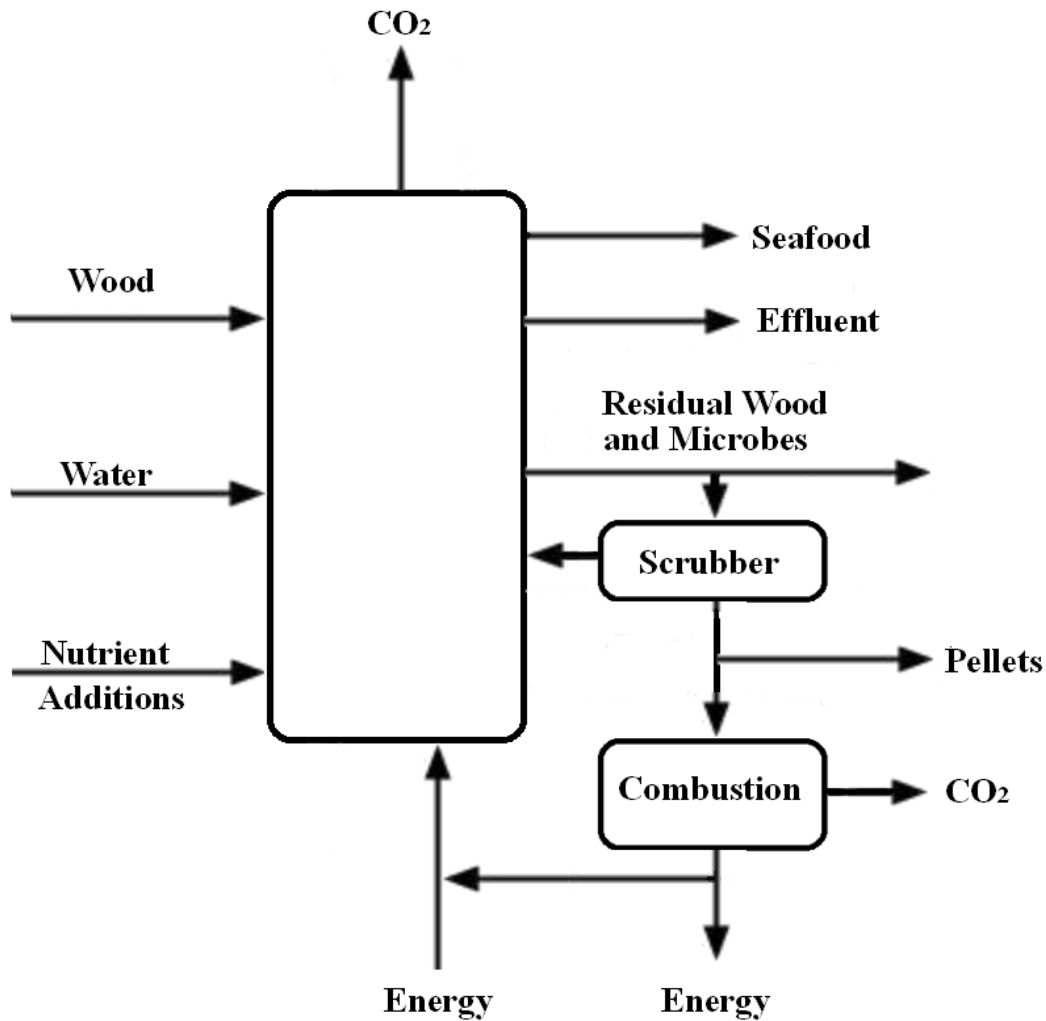 CO₂
Seafood
Wood
Effluent
Residual Wood
and Microbes
Water
Scrubber
Nutrient
Additions
Pellets
Combustion
CO₂
Energy
Energy